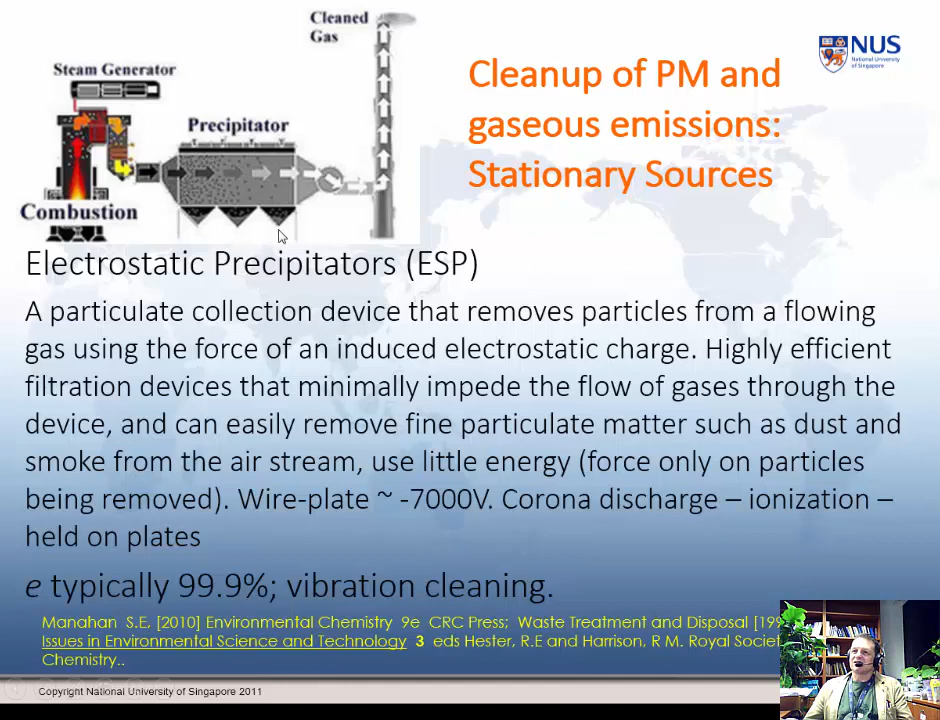 Cleaned
Gas
Steam Generator
Precipitator
Combustion
NUS
National University
of Singapore
Cleanup of PM and
gaseous emissions:
Stationary Sources
Electrostatic Precipitators (ESP)
A particulate collection device that removes particles from a flowing
gas using the force of an induced electrostatic charge. Highly efficient
filtration devices that minimally impede the flow of gases through the
device, and can easily remove fine particulate matter such as dust and
smoke from the air stream, use little energy (force only on particles
being removed). Wire-plate ~ -7000V. Corona discharge – ionization –
held on plates
e typically 99.9%; vibration cleaning.
Manahan S.E, [2010] Environmental Chemistry 9e CRC Press; Waste Treatment and Disposal [199
Issues in Environmental Science and Technology 3 eds Hester, R.E and Harrison, R M. Royal Societ
Chemistry..
Copyright National University of Singapore 2011